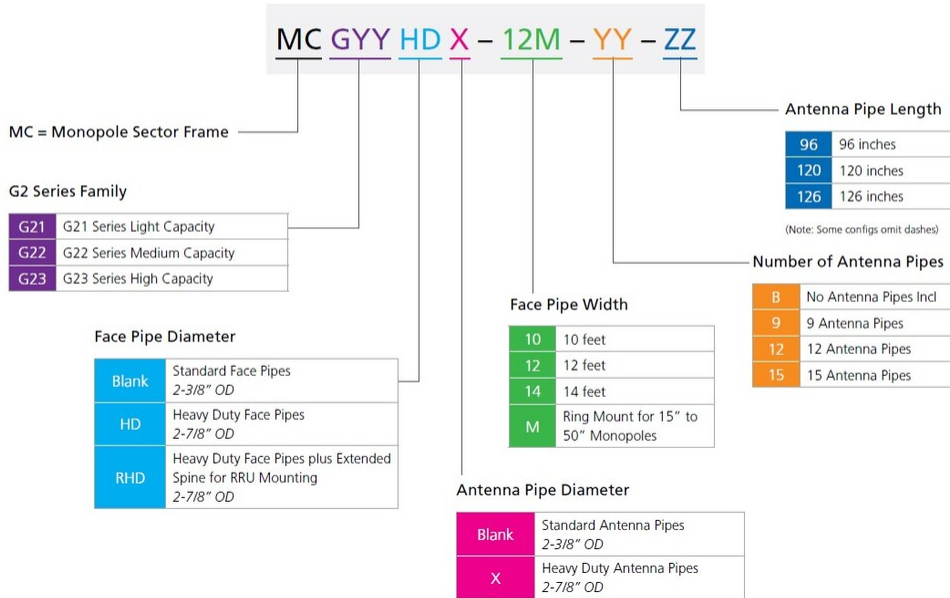 MC GYY HD X – 12M – YY – ZZ
MC = Monopole Sector Frame
G2 Series Family
G21 G21 Series Light Capacity
G22 G22 Series Medium Capacity
G23 G23 Series High Capacity
Face Pipe Diameter
Blank Standard Face Pipes
2-3/8” OD
HD Heavy Duty Face Pipes
2-7/8” OD
RHD Heavy Duty Face Pipes plus Extended
Spine for RRU Mounting
2-7/8” OD
Antenna Pipe Diameter
Blank Standard Antenna Pipes
2-3/8” OD
X Heavy Duty Antenna Pipes
2-7/8” OD
Face Pipe Width
10 10 feet
12 12 feet
14 14 feet
M Ring Mount for 15” to
50” Monopoles
Number of Antenna Pipes
B No Antenna Pipes Incl
9 9 Antenna Pipes
12 12 Antenna Pipes
15 15 Antenna Pipes
Antenna Pipe Length
96 96 inches
120 120 inches
126 126 inches
(Note: Some configs omit dashes)